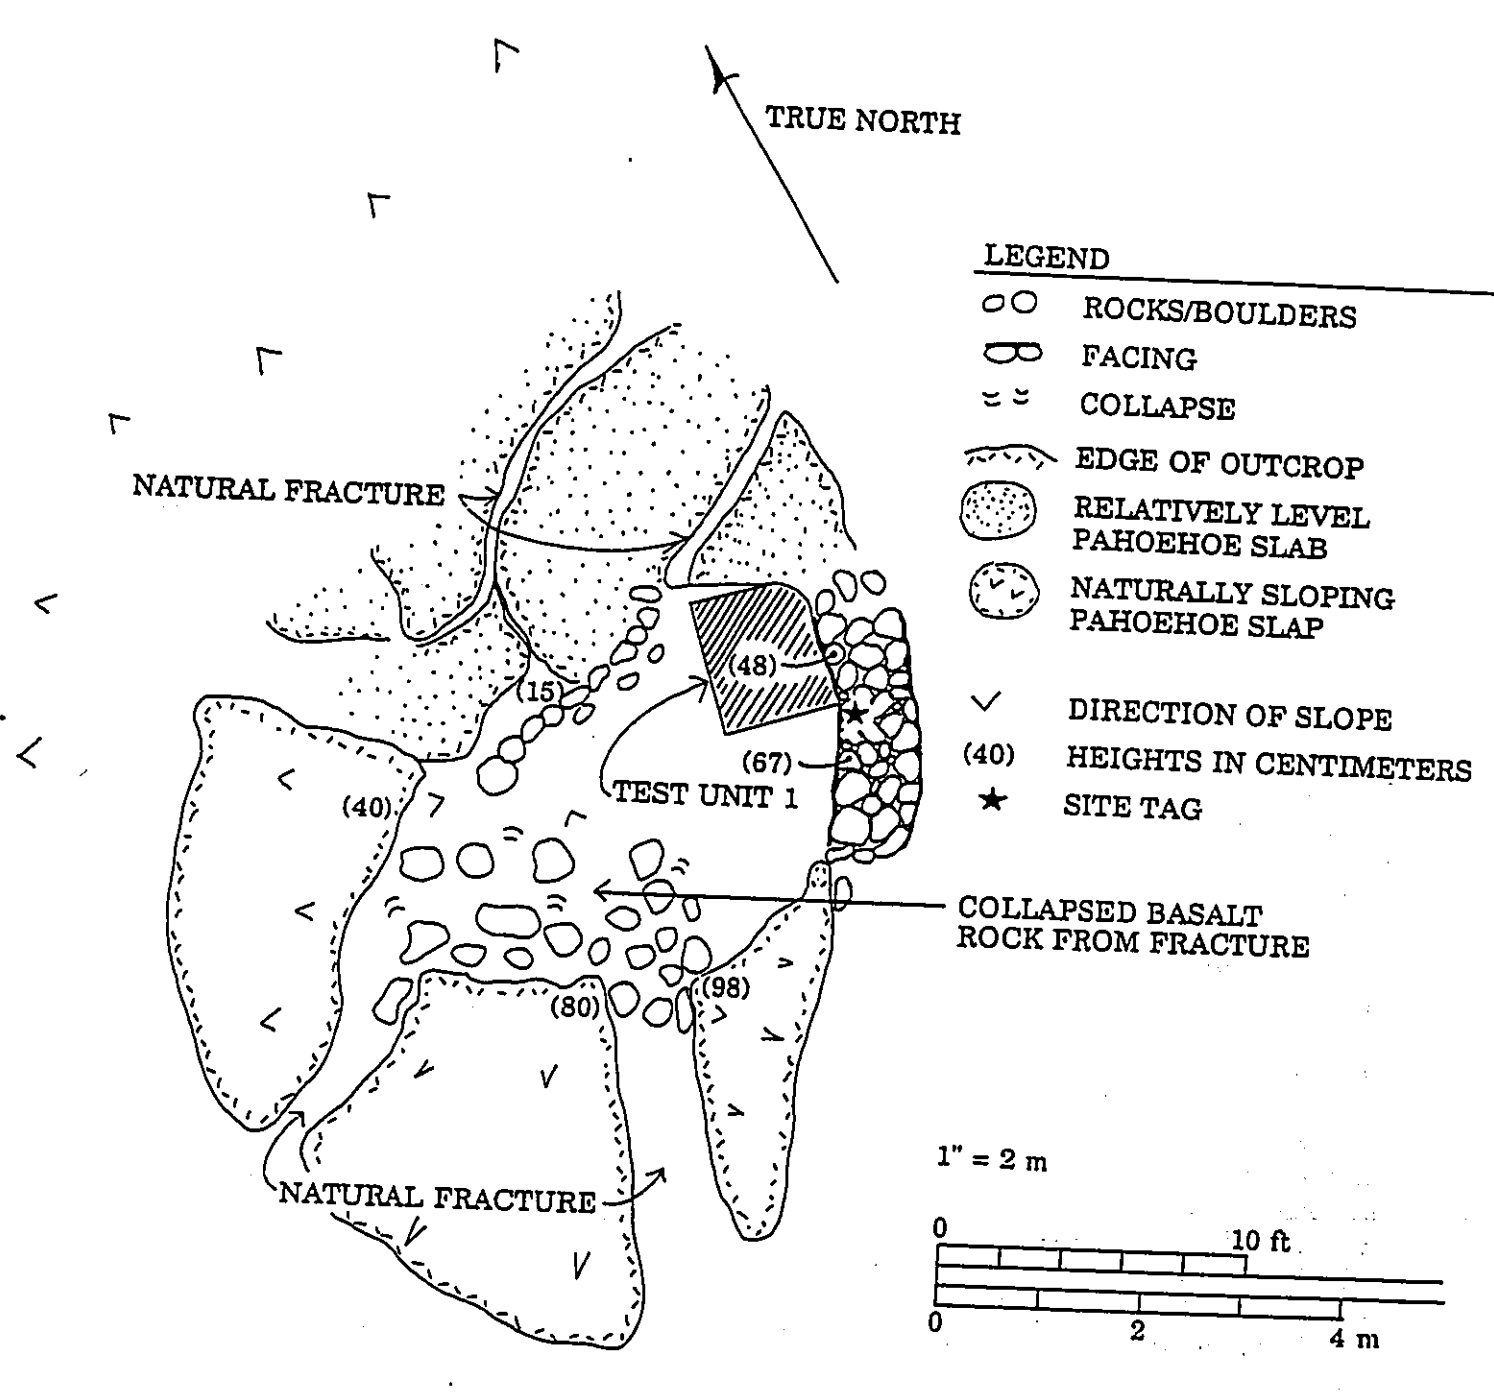 TRUE NORTH
LEGEND
ROCKS/BOULDERS
FACING
COLLAPSE
EDGE OF OUTCROP
RELATIVELY LEVEL
PAHOEHOE SLAB
NATURALLY SLOPING
PAHOEHOE SLAP
DIRECTION OF SLOPE
(40) HEIGHTS IN CENTIMETERS
SITE TAG
NATURAL FRACTURE
(48)
(15)
(67)
TEST UNIT 1
(40)
COLLAPSED BASALT
ROCK FROM FRACTURE
(98)
(80)
NATURAL FRACTURE
1" = 2 m
0 10 ft
0 2 4 m